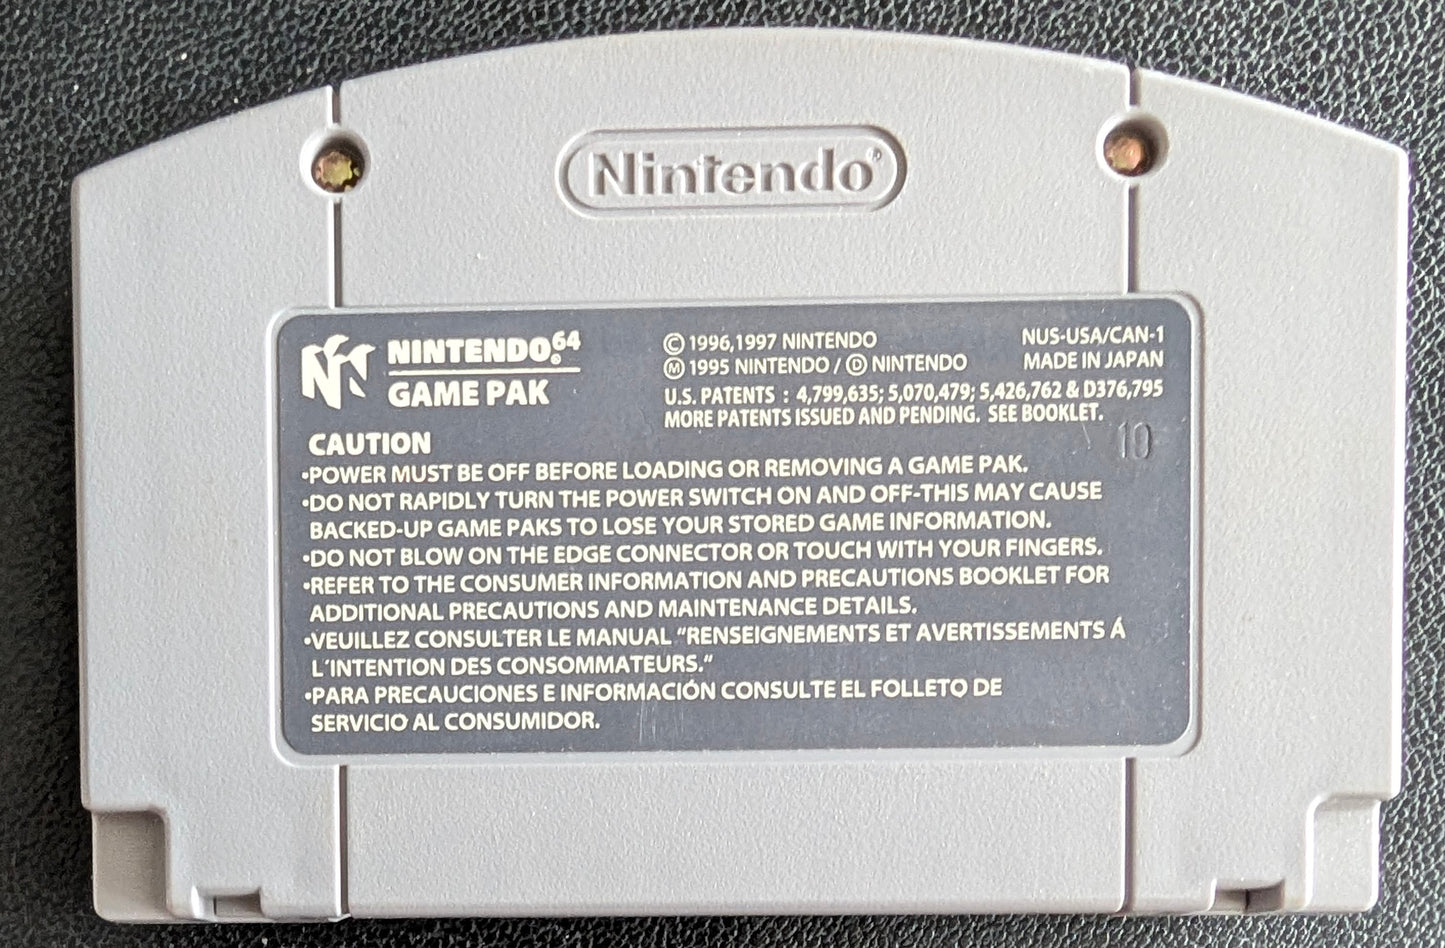 Nintendo®
NINTENDO64®
GAME PAK
© 1996,1997 NINTENDO
Ⓜ 1995 NINTENDO / Ⓓ NINTENDO
NUS-USA/CAN-1
MADE IN JAPAN
U.S. PATENTS : 4,799,635; 5,070,479; 5,426,762 & D376,795
MORE PATENTS ISSUED AND PENDING. SEE BOOKLET.
10
CAUTION
•POWER MUST BE OFF BEFORE LOADING OR REMOVING A GAME PAK.
•DO NOT RAPIDLY TURN THE POWER SWITCH ON AND OFF-THIS MAY CAUSE
BACKED-UP GAME PAKS TO LOSE YOUR STORED GAME INFORMATION.
•DO NOT BLOW ON THE EDGE CONNECTOR OR TOUCH WITH YOUR FINGERS.
•REFER TO THE CONSUMER INFORMATION AND PRECAUTIONS BOOKLET FOR
ADDITIONAL PRECAUTIONS AND MAINTENANCE DETAILS.
•VEUILLEZ CONSULTER LE MANUAL "RENSEIGNEMENTS ET AVERTISSEMENTS Á
L'INTENTION DES CONSOMMATEURS."
•PARA PRECAUCIONES E INFORMACIÓN CONSULTE EL FOLLETO DE
SERVICIO AL CONSUMIDOR.